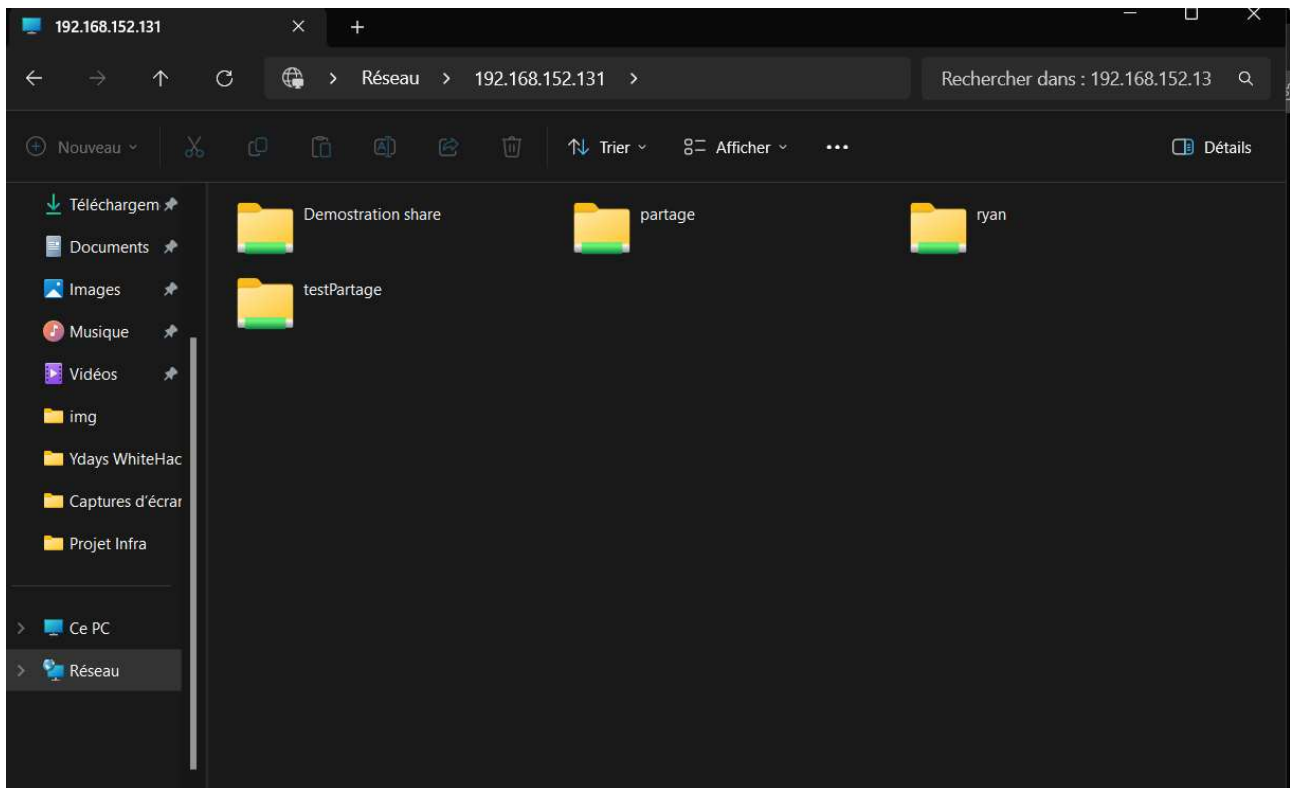 192.168.152.131
Réseau > 192.168.152.131 >
Rechercher dans : 192.168.152.13
Nouveau
Trier
Afficher
Détails
Téléchargem
Documents
Images
Musique
Vidéos
img
Ydays WhiteHac
Captures d’écrar
Projet Infra
Ce PC
Réseau
Demostration share
partage
ryan
testPartage